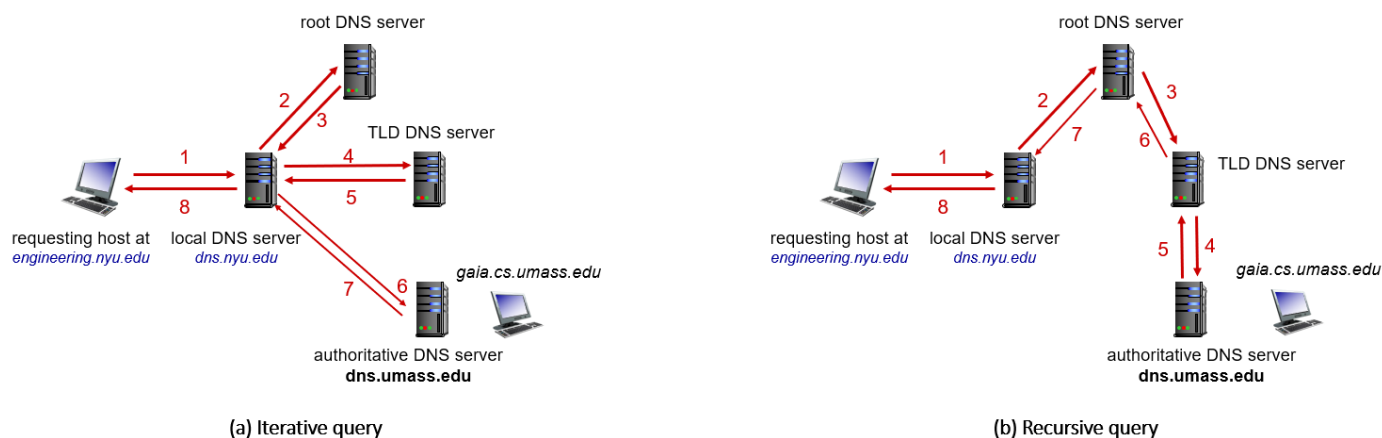 root DNS server
2
3
TLD DNS server
1
4
8
5
requesting host at
engineering.nyu.edu
local DNS server
dns.nyu.edu
7
6
gaia.cs.umass.edu
authoritative DNS server
dns.umass.edu
(a) Iterative query
root DNS server
2
3
7
6
TLD DNS server
1
8
requesting host at
engineering.nyu.edu
local DNS server
dns.nyu.edu
5
4
gaia.cs.umass.edu
authoritative DNS server
dns.umass.edu
(b) Recursive query